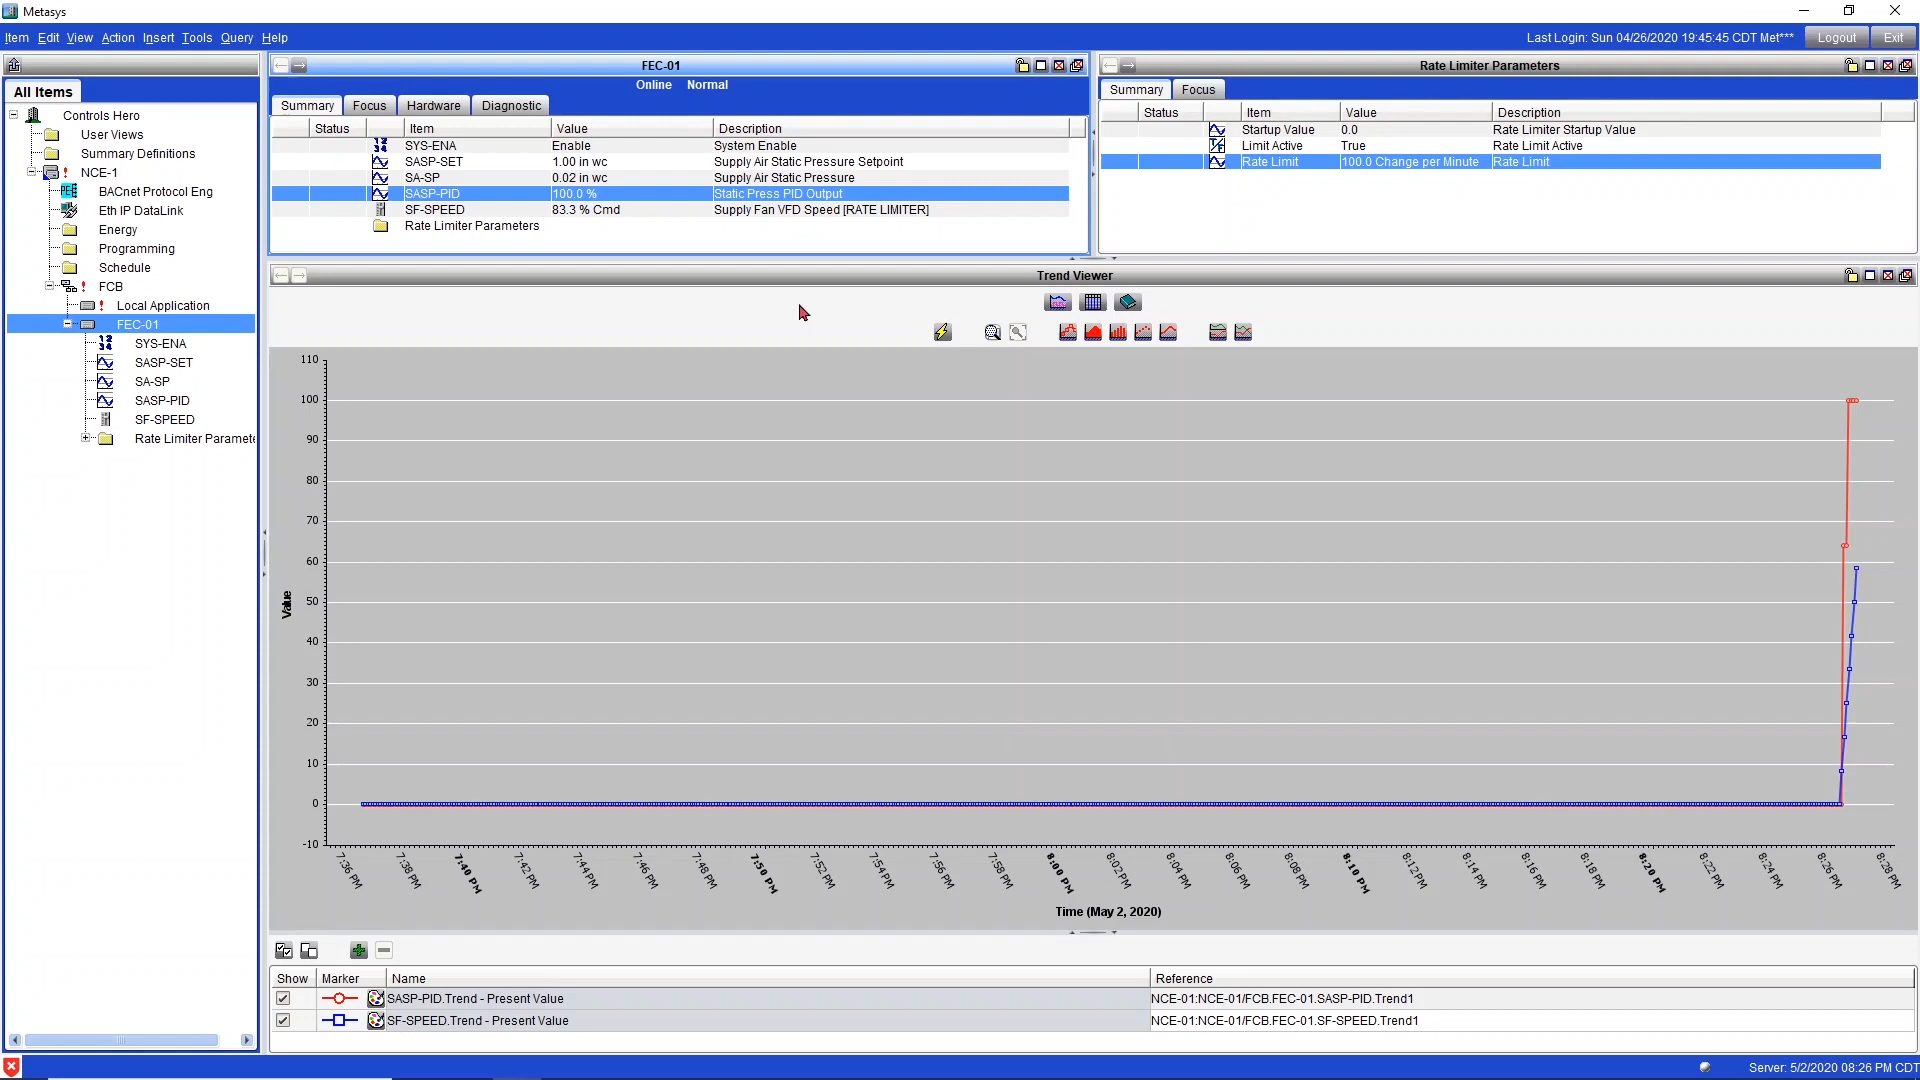 Metasys
Item Edit View Action Insert Tools Query Help
Last Login: Sun 04/26/2020 19:45:45 CDT Met***
Logout
Exit
All Items
Controls Hero
User Views
Summary Definitions
NCE-1
BACnet Protocol Eng
Eth IP DataLink
Energy
Programming
Schedule
FCB
Local Application
FEC-01
SYS-ENA
SASP-SET
SA-SP
SASP-PID
SF-SPEED
Rate Limiter Paramete
FEC-01
Online Normal
Summary Focus Hardware Diagnostic
Status Item Value Description
SYS-ENA Enable System Enable
SASP-SET 1.00 in wc Supply Air Static Pressure Setpoint
SA-SP 0.02 in wc Supply Air Static Pressure
SASP-PID 100.0 % Static Press PID Output
SF-SPEED 83.3 % Cmd Supply Fan VFD Speed [RATE LIMITER]
Rate Limiter Parameters
Rate Limiter Parameters
Summary Focus
Status Item Value Description
Startup Value 0.0 Rate Limiter Startup Value
Limit Active True Rate Limit Active
Rate Limit 100.0 Change per Minute Rate Limit
Trend Viewer
110
100
90
80
70
60
50
40
30
20
10
0
-10
Value
7:36 PM 7:38 PM 7:40 PM 7:42 PM 7:44 PM 7:46 PM 7:48 PM 7:50 PM 7:52 PM 7:54 PM 7:56 PM 7:58 PM 8:00 PM 8:02 PM 8:04 PM 8:06 PM 8:08 PM 8:10 PM 8:12 PM 8:14 PM 8:16 PM 8:18 PM 8:20 PM 8:22 PM 8:24 PM 8:26 PM 8:28 PM
Time (May 2, 2020)
Show Marker Name Reference
SASP-PID.Trend - Present Value NCE-01:NCE-01/FCB.FEC-01.SASP-PID.Trend1
SF-SPEED.Trend - Present Value NCE-01:NCE-01/FCB.FEC-01.SF-SPEED.Trend1
Server: 5/2/2020 08:26 PM CDT